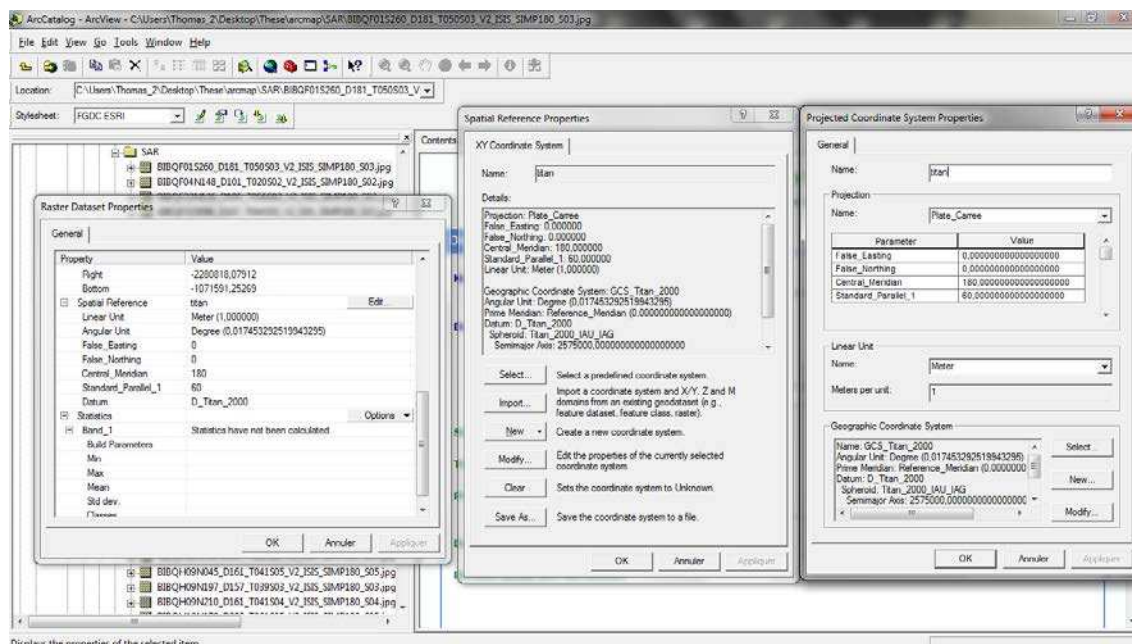 ArcCatalog - ArcView - C:\Users\Thomas_2\Desktop\These\arcmap\SAR\BIBQF01S260_D181_T050S03_V2_ISIS_SIMP180_S03.jpg
File Edit View Go Tools Window Help
Location: C:\Users\Thomas_2\Desktop\These\arcmap\SAR\BIBQF01S260_D181_T050S03_V
Stylesheet: FGDC ESRI
SAR
BIBQF01S260_D181_T050S03_V2_ISIS_SIMP180_S03.jpg
BIBQF04N148_D101_T020S02_V2_ISIS_SIMP180_S02.jpg
Contents
Raster Dataset Properties
General
Property Value
Right -2280818,07912
Bottom -1071591,25269
Spatial Reference titan Edit...
Linear Unit Meter (1,000000)
Angular Unit Degree (0,017453292519943295)
False_Easting 0
False_Northing 0
Central_Meridian 180
Standard_Parallel_1 60
Datum D_Titan_2000
Statistics Options
Band_1 Statistics have not been calculated
Build Parameters
Min
Max
Mean
Std dev.
Classes
OK Annuler Appliquer
BIBQH09N045_D161_T041S05_V2_ISIS_SIMP180_S05.jpg
BIBQH09N197_D157_T039S03_V2_ISIS_SIMP180_S03.jpg
BIBQH09N210_D161_T041S04_V2_ISIS_SIMP180_S04.jpg
Displays the properties of the selected item
Spatial Reference Properties
XY Coordinate System
Name: titan
Details:
Projection: Plate_Carree
False_Easting: 0,000000
False_Northing: 0,000000
Central_Meridian: 180,000000
Standard_Parallel_1: 60,000000
Linear Unit: Meter (1,000000)
Geographic Coordinate System: GCS_Titan_2000
Angular Unit: Degree (0,017453292519943295)
Prime Meridian: Reference_Meridian (0,000000000000000000)
Datum: D_Titan_2000
Spheroid: Titan_2000_IAU_IAG
Semimajor Axis: 2575000,000000000000000000
Select... Select a predefined coordinate system.
Import... Import a coordinate system and X/Y, Z and M
domains from an existing geodataset (e.g.,
feature dataset, feature class, raster).
New Create a new coordinate system.
Modify... Edit the properties of the currently selected
coordinate system.
Clear Sets the coordinate system to Unknown.
Save As... Save the coordinate system to a file.
OK Annuler Appliquer
Projected Coordinate System Properties
General
Name: titan
Projection
Name: Plate_Carree
Parameter Value
False_Easting 0,000000000000000000
False_Northing 0,000000000000000000
Central_Meridian 180,000000000000000000
Standard_Parallel_1 60,000000000000000000
Linear Unit
Name: Meter
Meters per unit: 1
Geographic Coordinate System
Name: GCS_Titan_2000
Angular Unit: Degree (0,017453292519943295)
Prime Meridian: Reference_Meridian (0,0000000
Datum: D_Titan_2000
Spheroid: Titan_2000_IAU_IAG
Semimajor Axis: 2575000,0000000000000000
Select...
New...
Modify...
OK Annuler Appliquer